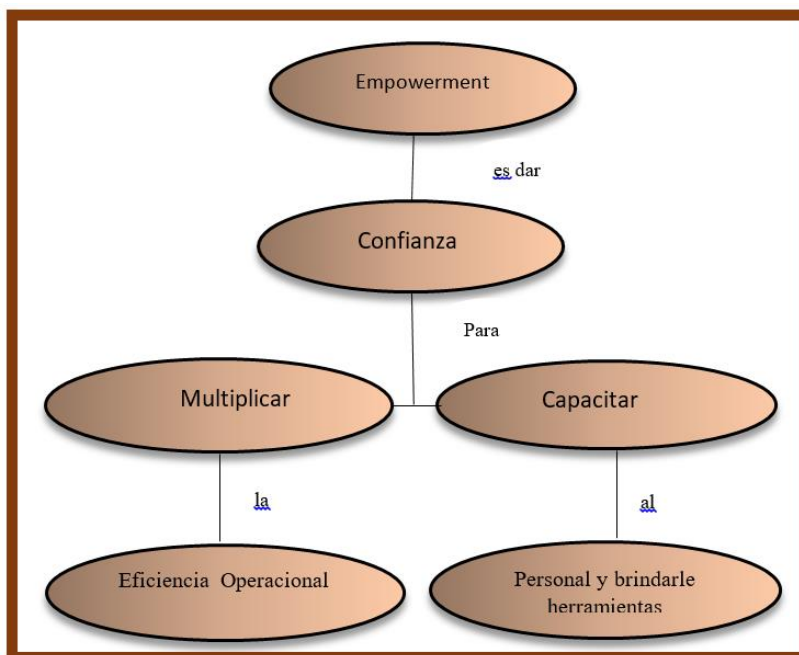 Empowerment
es dar
Confianza
Para
Multiplicar
Capacitar
la
al
Eficiencia Operacional
Personal y brindarle
herramientas